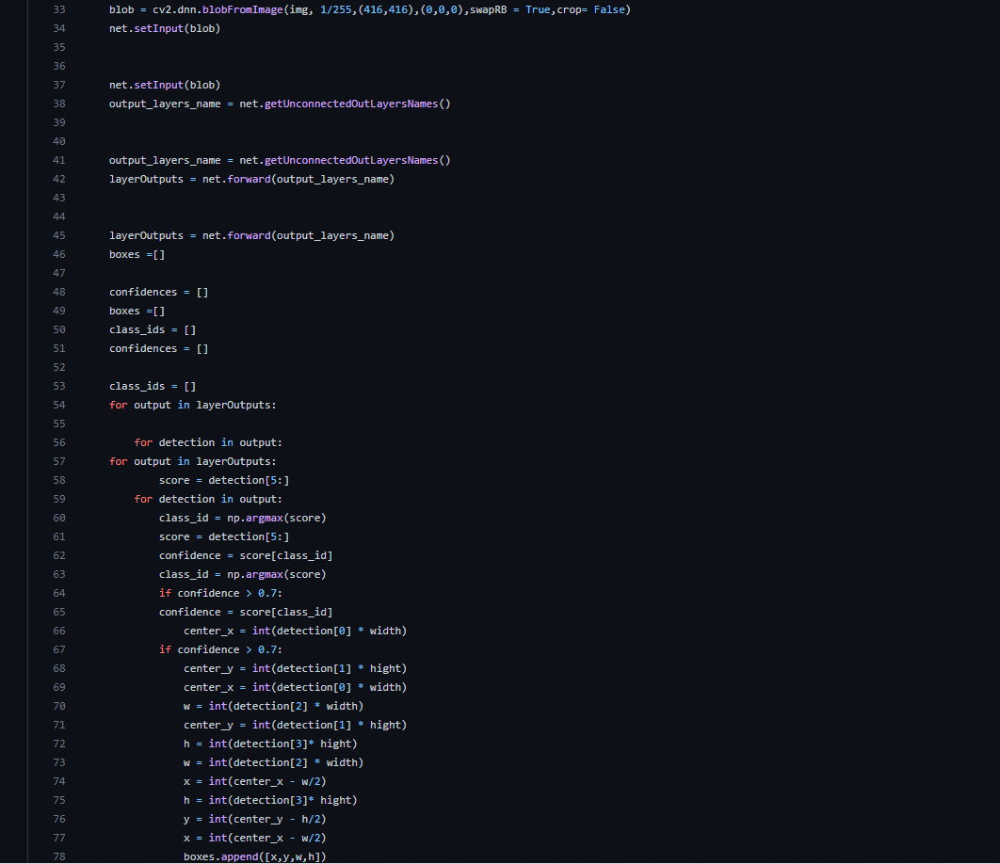 33 blob = cv2.dnn.blobFromImage(img, 1/255,(416,416),(0,0,0),swapRB = True,crop= False)
34 net.setInput(blob)
35
36
37 net.setInput(blob)
38 output_layers_name = net.getUnconnectedOutLayersNames()
39
40
41 output_layers_name = net.getUnconnectedOutLayersNames()
42 layerOutputs = net.forward(output_layers_name)
43
44
45 layerOutputs = net.forward(output_layers_name)
46 boxes =[]
47
48 confidences = []
49 boxes =[]
50 class_ids = []
51 confidences = []
52
53 class_ids = []
54 for output in layerOutputs:
55
56     for detection in output:
57 for output in layerOutputs:
58         score = detection[5:]
59     for detection in output:
60         class_id = np.argmax(score)
61         score = detection[5:]
62         confidence = score[class_id]
63         class_id = np.argmax(score)
64         if confidence > 0.7:
65         confidence = score[class_id]
66             center_x = int(detection[0] * width)
67         if confidence > 0.7:
68             center_y = int(detection[1] * hight)
69             center_x = int(detection[0] * width)
70             w = int(detection[2] * width)
71             center_y = int(detection[1] * hight)
72             h = int(detection[3]* hight)
73             w = int(detection[2] * width)
74             x = int(center_x - w/2)
75             h = int(detection[3]* hight)
76             y = int(center_y - h/2)
77             x = int(center_x - w/2)
78             boxes.append([x,y,w,h])